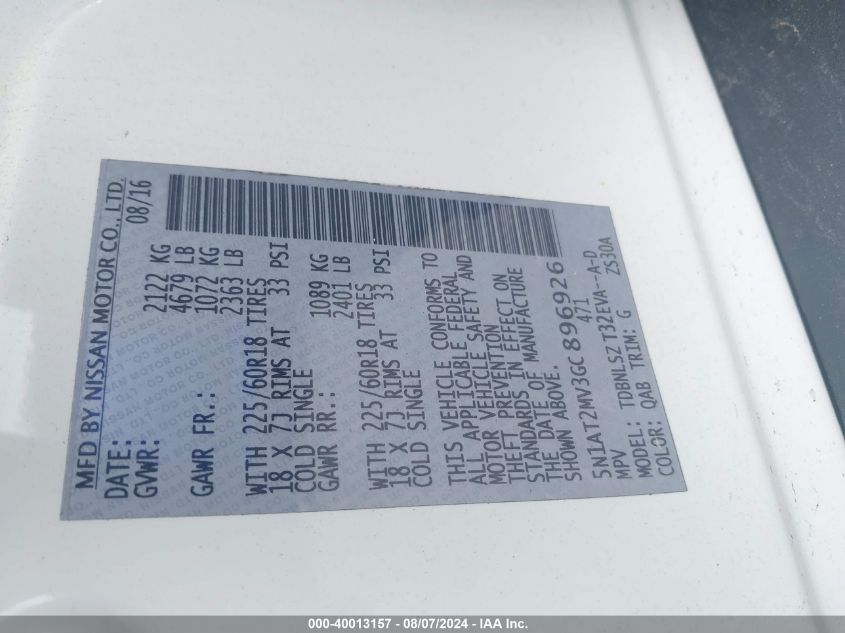 MFD BY NISSAN MOTOR CO., LTD.
DATE: 08/16
GVWR: 2122 KG
4679 LB
GAWR FR.: 1072 KG
2363 LB
WITH 225/60R18 TIRES
18 X 7J RIMS AT 33 PSI
COLD SINGLE
GAWR RR.: 1089 KG
2401 LB
WITH 225/60R18 TIRES
18 X 7J RIMS AT 33 PSI
COLD SINGLE
THIS VEHICLE CONFORMS TO
ALL APPLICABLE FEDERAL
MOTOR VEHICLE SAFETY AND
THEFT PREVENTION
STANDARDS IN EFFECT ON
THE DATE OF MANUFACTURE
SHOWN ABOVE.
5N1AT2MV3GC896926
MPV 471
MODEL: TDBNLSZ T32EVA--A-D
COLOR: QAB TRIM: G ZS30A
000-40013157 - 08/07/2024 - IAA Inc.